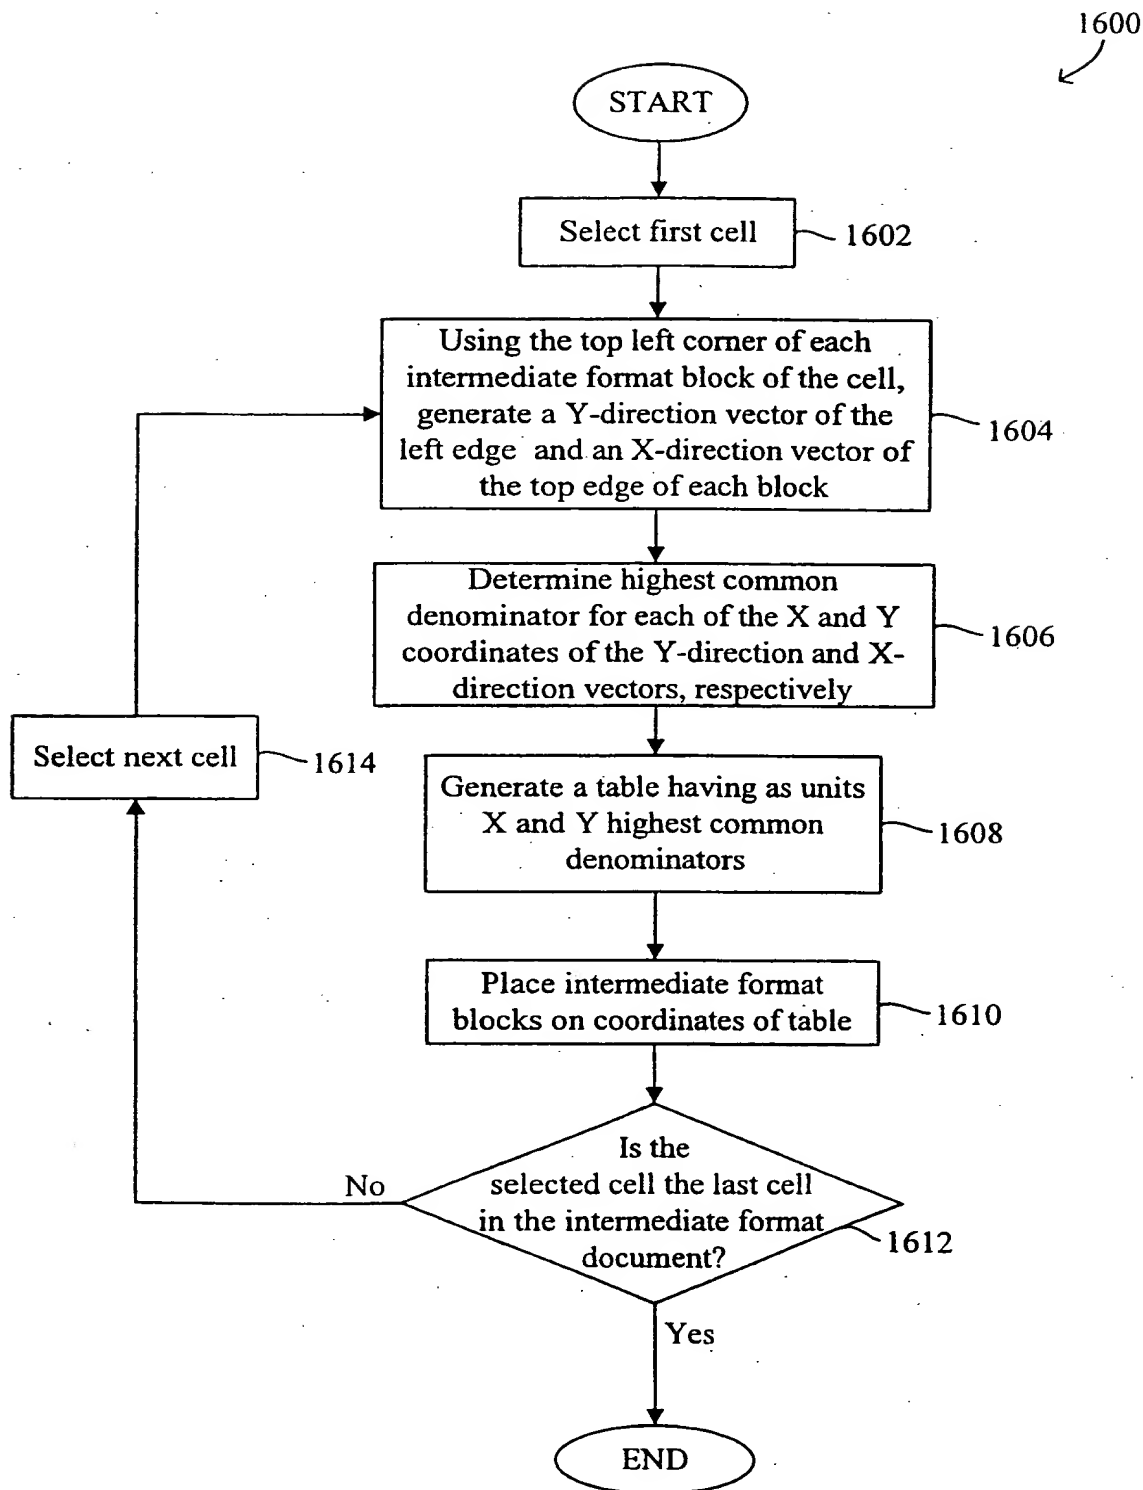 1600
START
Select first cell
1602
Using the top left corner of each
intermediate format block of the cell,
generate a Y-direction vector of the
left edge and an X-direction vector of
the top edge of each block
1604
Determine highest common
denominator for each of the X and Y
coordinates of the Y-direction and X-
direction vectors, respectively
1606
Select next cell
1614
Generate a table having as units
X and Y highest common
denominators
1608
Place intermediate format
blocks on coordinates of table
1610
Is the
selected cell the last cell
in the intermediate format
document?
1612
No
Yes
END